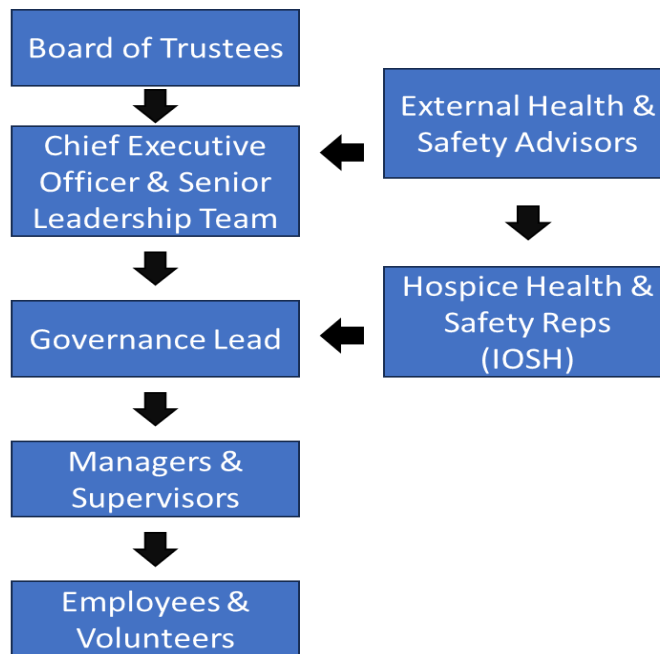 Board of Trustees
External Health &
Safety Advisors
Chief Executive
Officer & Senior
Leadership Team
Hospice Health &
Safety Reps
(IOSH)
Governance Lead
Managers &
Supervisors
Employees &
Volunteers